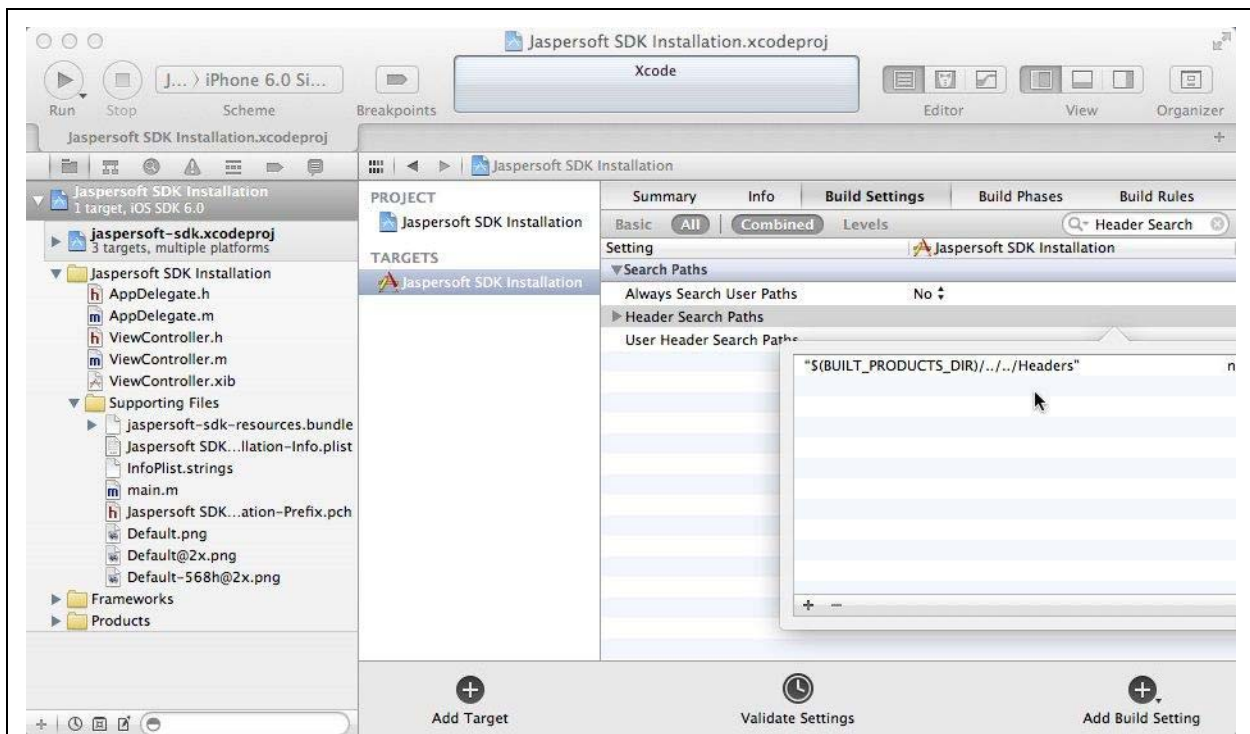 Jaspersoft SDK Installation.xcodeproj
J... ⟩ iPhone 6.0 Si...
Xcode
Run Stop Scheme Breakpoints Editor View Organizer
Jaspersoft SDK Installation.xcodeproj
Jaspersoft SDK Installation
Jaspersoft SDK Installation
1 target, iOS SDK 6.0
jaspersoft-sdk.xcodeproj
3 targets, multiple platforms
Jaspersoft SDK Installation
h AppDelegate.h
m AppDelegate.m
h ViewController.h
m ViewController.m
ViewController.xib
Supporting Files
jaspersoft-sdk-resources.bundle
Jaspersoft SDK...llation-Info.plist
InfoPlist.strings
m main.m
h Jaspersoft SDK...ation-Prefix.pch
Default.png
Default@2x.png
Default-568h@2x.png
Frameworks
Products
PROJECT
Jaspersoft SDK Installation
TARGETS
Jaspersoft SDK Installation
Summary Info Build Settings Build Phases Build Rules
Basic All Combined Levels Header Search
Setting Jaspersoft SDK Installation
Search Paths
Always Search User Paths No
Header Search Paths
User Header Search Paths
"$(BUILT_PRODUCTS_DIR)/../../Headers" n
+ −
Add Target Validate Settings Add Build Setting